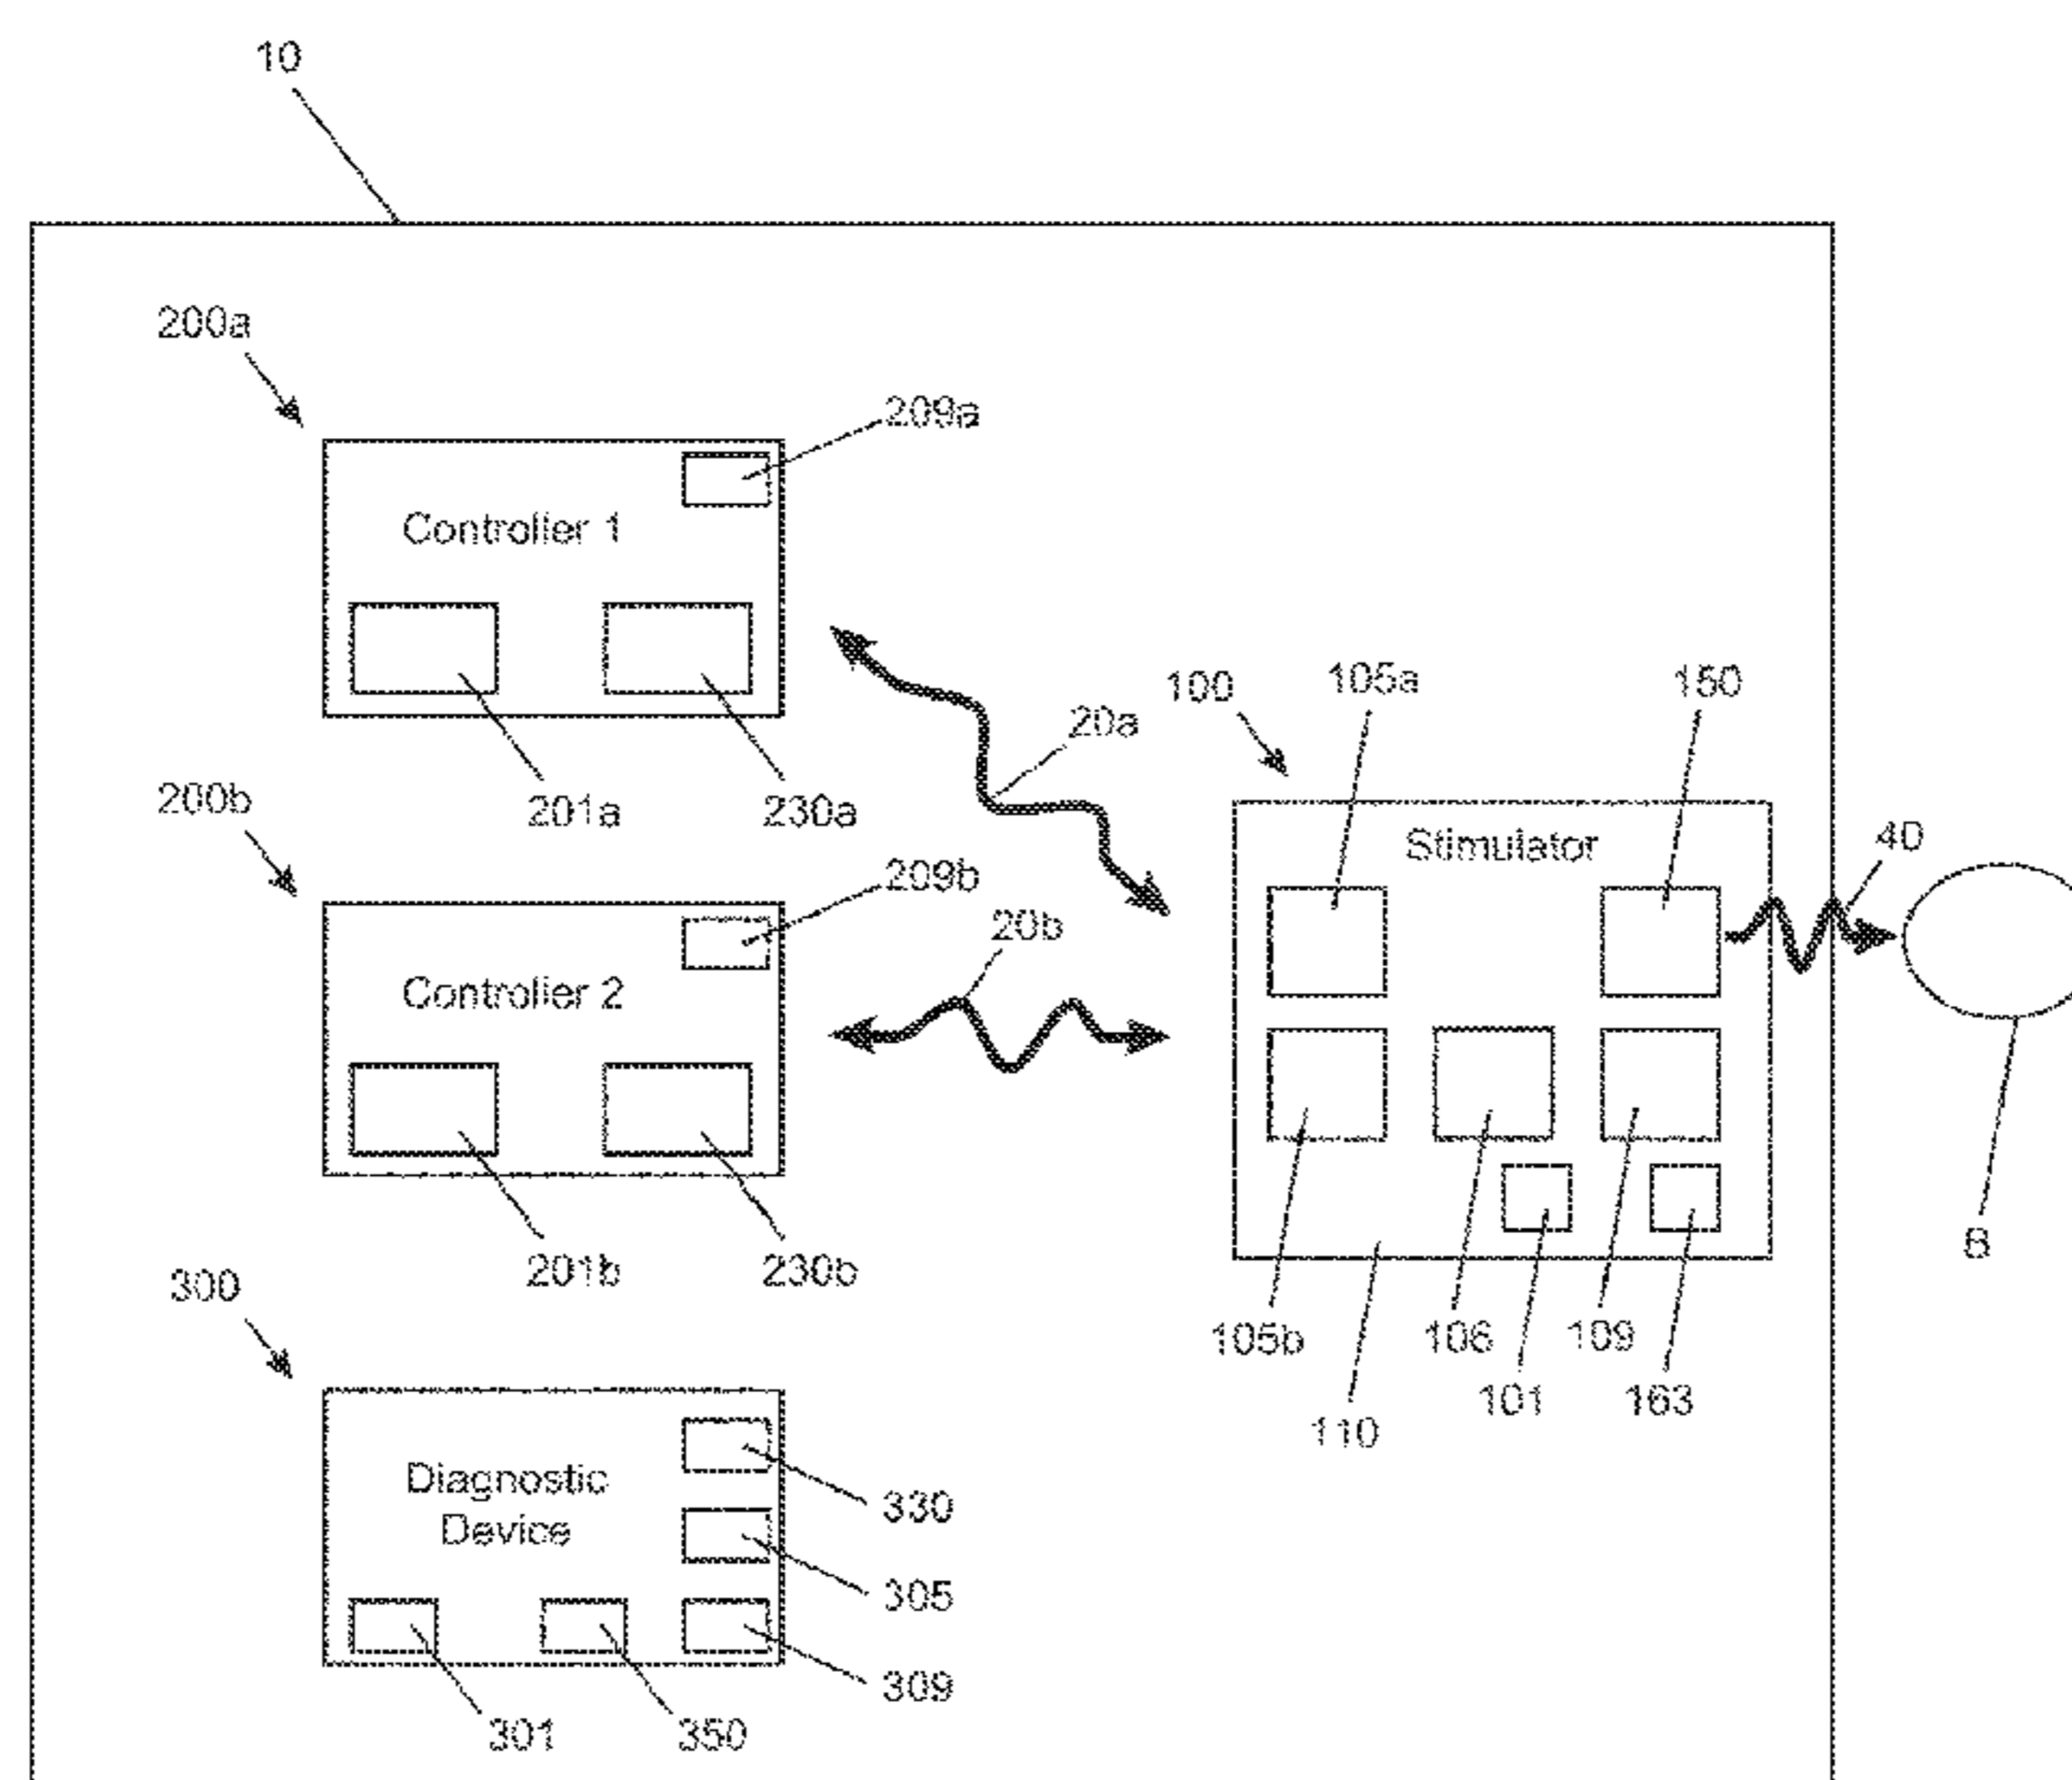 10
200a
209a
Controller 1
201a
230a
20a
100
105a
150
200b
209b
Controller 2
201b
230b
20b
Stimulator
40
B
105b
106
109
101
163
110
300
Diagnostic
Device
330
305
309
301
350